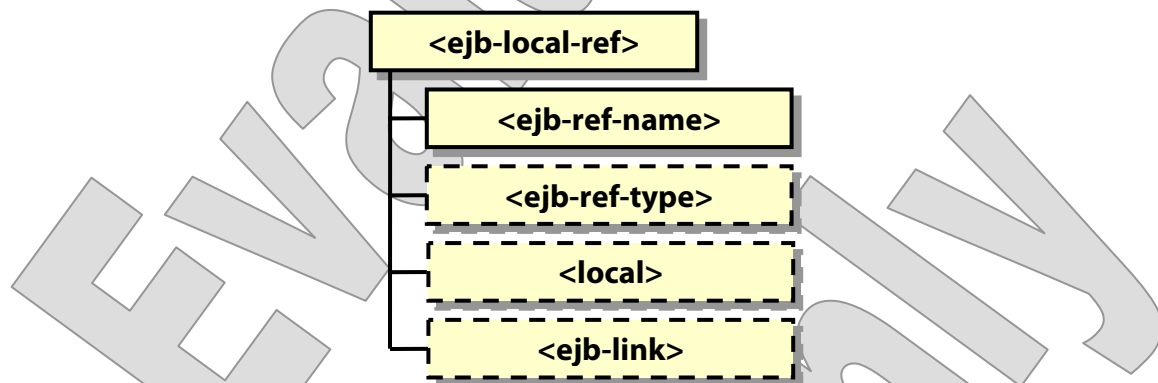 <ejb-local-ref>
<ejb-ref-name>
<ejb-ref-type>
<local>
<ejb-link>